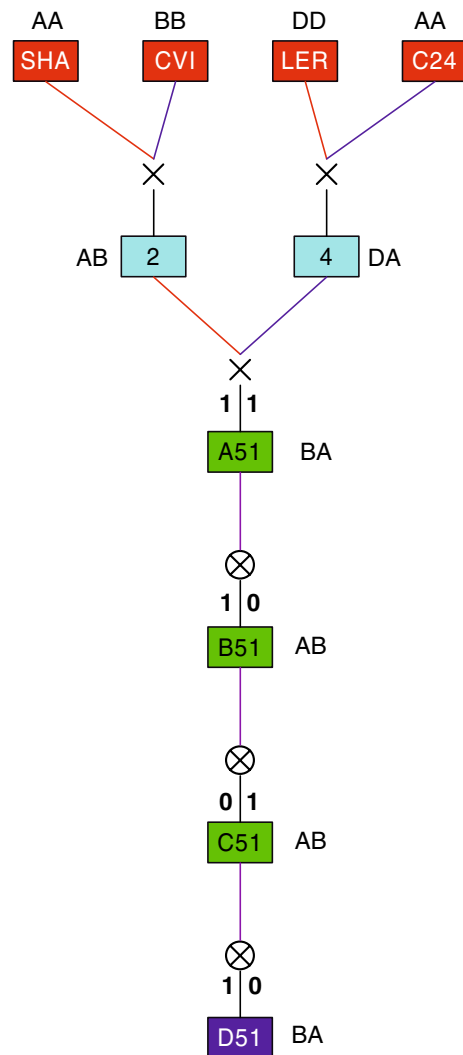 AA BB DD AA
SHA CVI LER C24
AB 2 4 DA
1 1
A51 BA
1 0
B51 AB
0 1
C51 AB
1 0
D51 BA